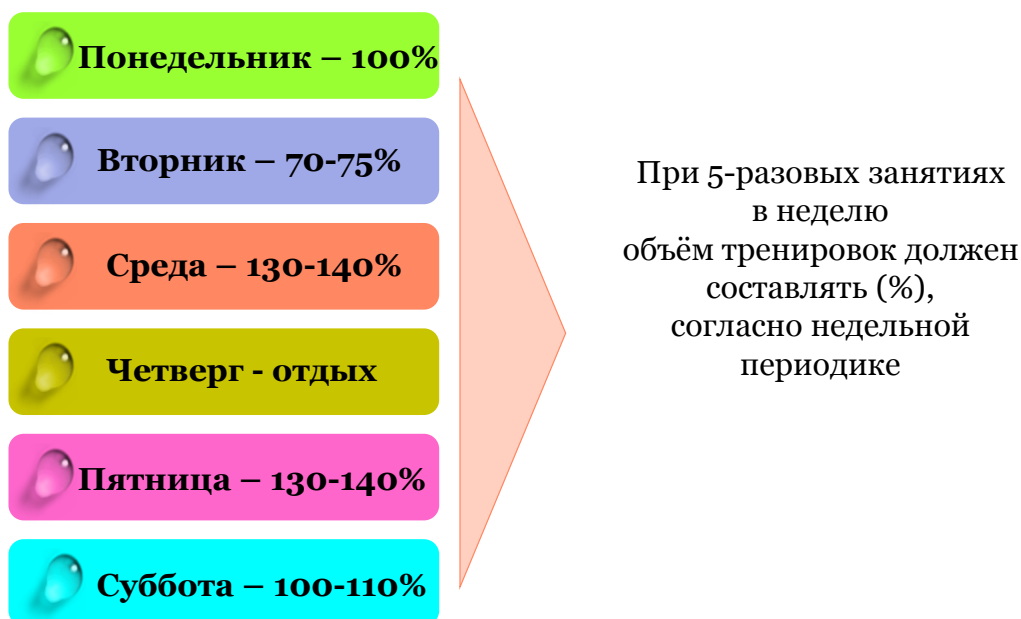 Понедельник – 100%
Вторник – 70-75%
Среда – 130-140%
Четверг - отдых
Пятница – 130-140%
Суббота – 100-110%
При 5-разовых занятиях
в неделю
объём тренировок должен
составлять (%),
согласно недельной
периодике